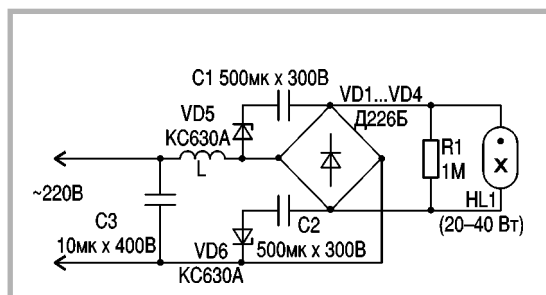 C1 500мк х 300В
VD1...VD4
Д226Б
VD5
КС630А
R1
1М
L
~220В
HL1
(20–40 Вт)
C3
10мк х 400В
C2
500мк х 300В
VD6
КС630А